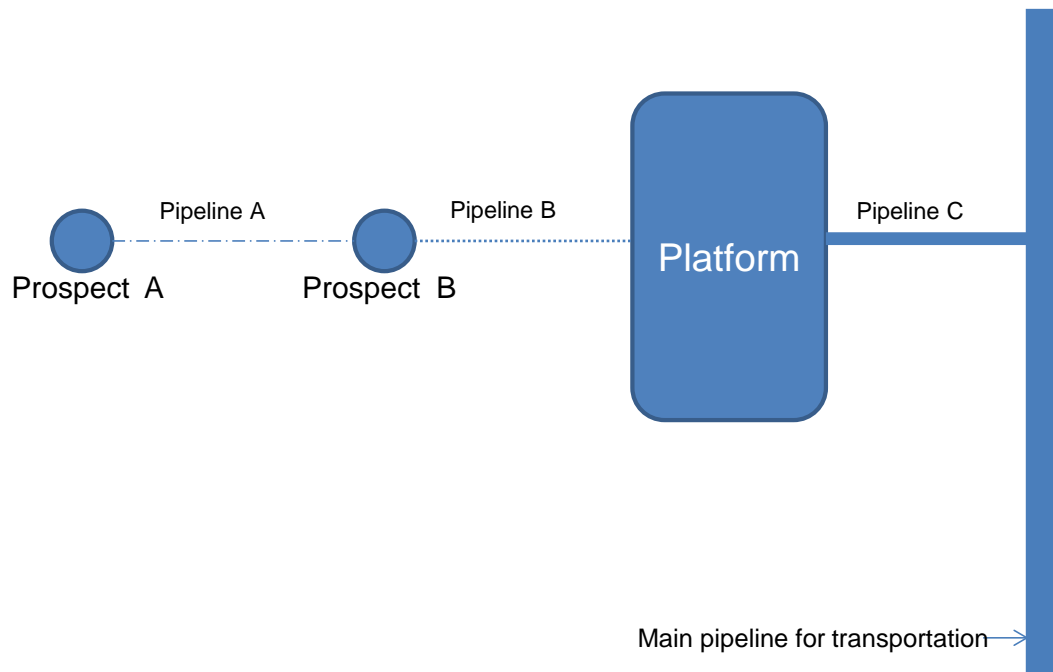 Pipeline A
Pipeline B
Pipeline C
Platform
Prospect A
Prospect B
Main pipeline for transportation